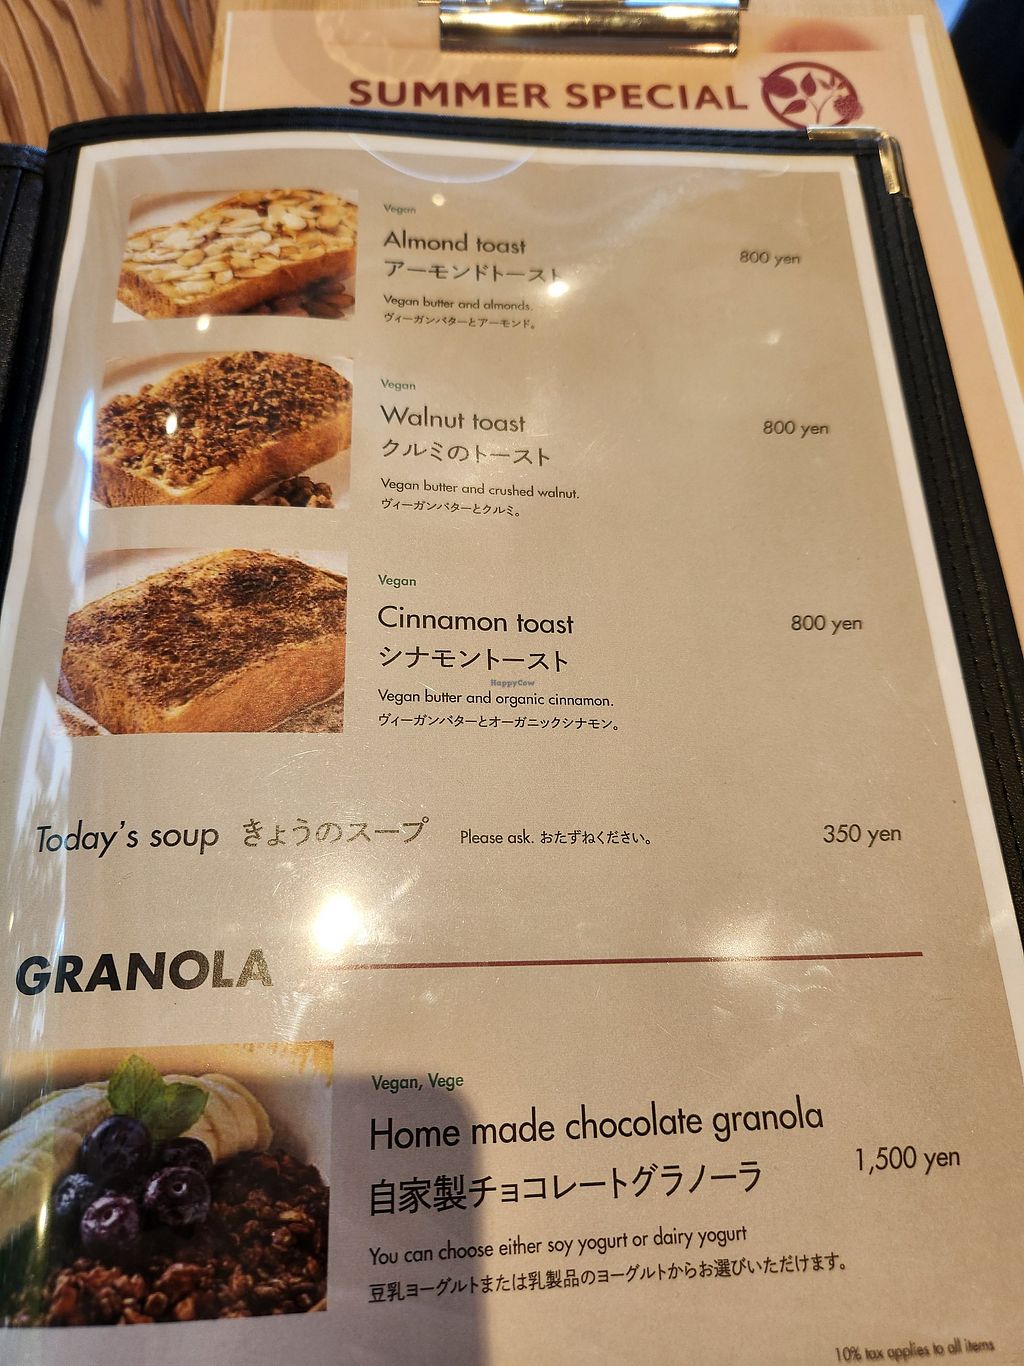 SUMMER SPECIAL
Vegan
Almond toast
アーモンドトースト
800 yen
Vegan butter and almonds.
ヴィーガンバターとアーモンド。
Vegan
Walnut toast
クルミのトースト
800 yen
Vegan butter and crushed walnut.
ヴィーガンバターとクルミ。
Vegan
Cinnamon toast
シナモントースト
800 yen
HappyCow
Vegan butter and organic cinnamon.
ヴィーガンバターとオーガニックシナモン。
Today's soup きょうのスープ Please ask. おたずねください。 350 yen
GRANOLA
Vegan, Vege
Home made chocolate granola
自家製チョコレートグラノーラ
1,500 yen
You can choose either soy yogurt or dairy yogurt
豆乳ヨーグルトまたは乳製品のヨーグルトからお選びいただけます。
10% tax applies to all items